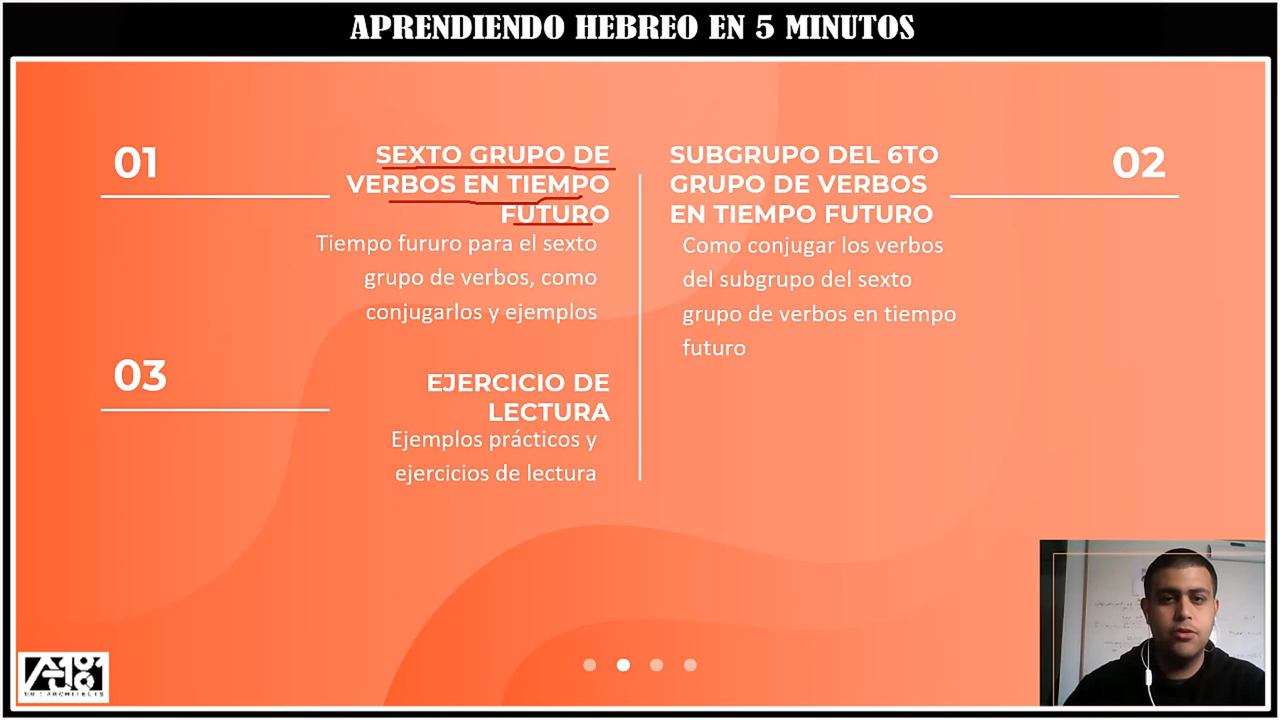 APRENDIENDO HEBREO EN 5 MINUTOS
01
SEXTO GRUPO DE
VERBOS EN TIEMPO
FUTURO
Tiempo fururo para el sexto
grupo de verbos, como
conjugarlos y ejemplos
SUBGRUPO DEL 6TO
GRUPO DE VERBOS
EN TIEMPO FUTURO
02
Como conjugar los verbos
del subgrupo del sexto
grupo de verbos en tiempo
futuro
03
EJERCICIO DE
LECTURA
Ejemplos prácticos y
ejercicios de lectura